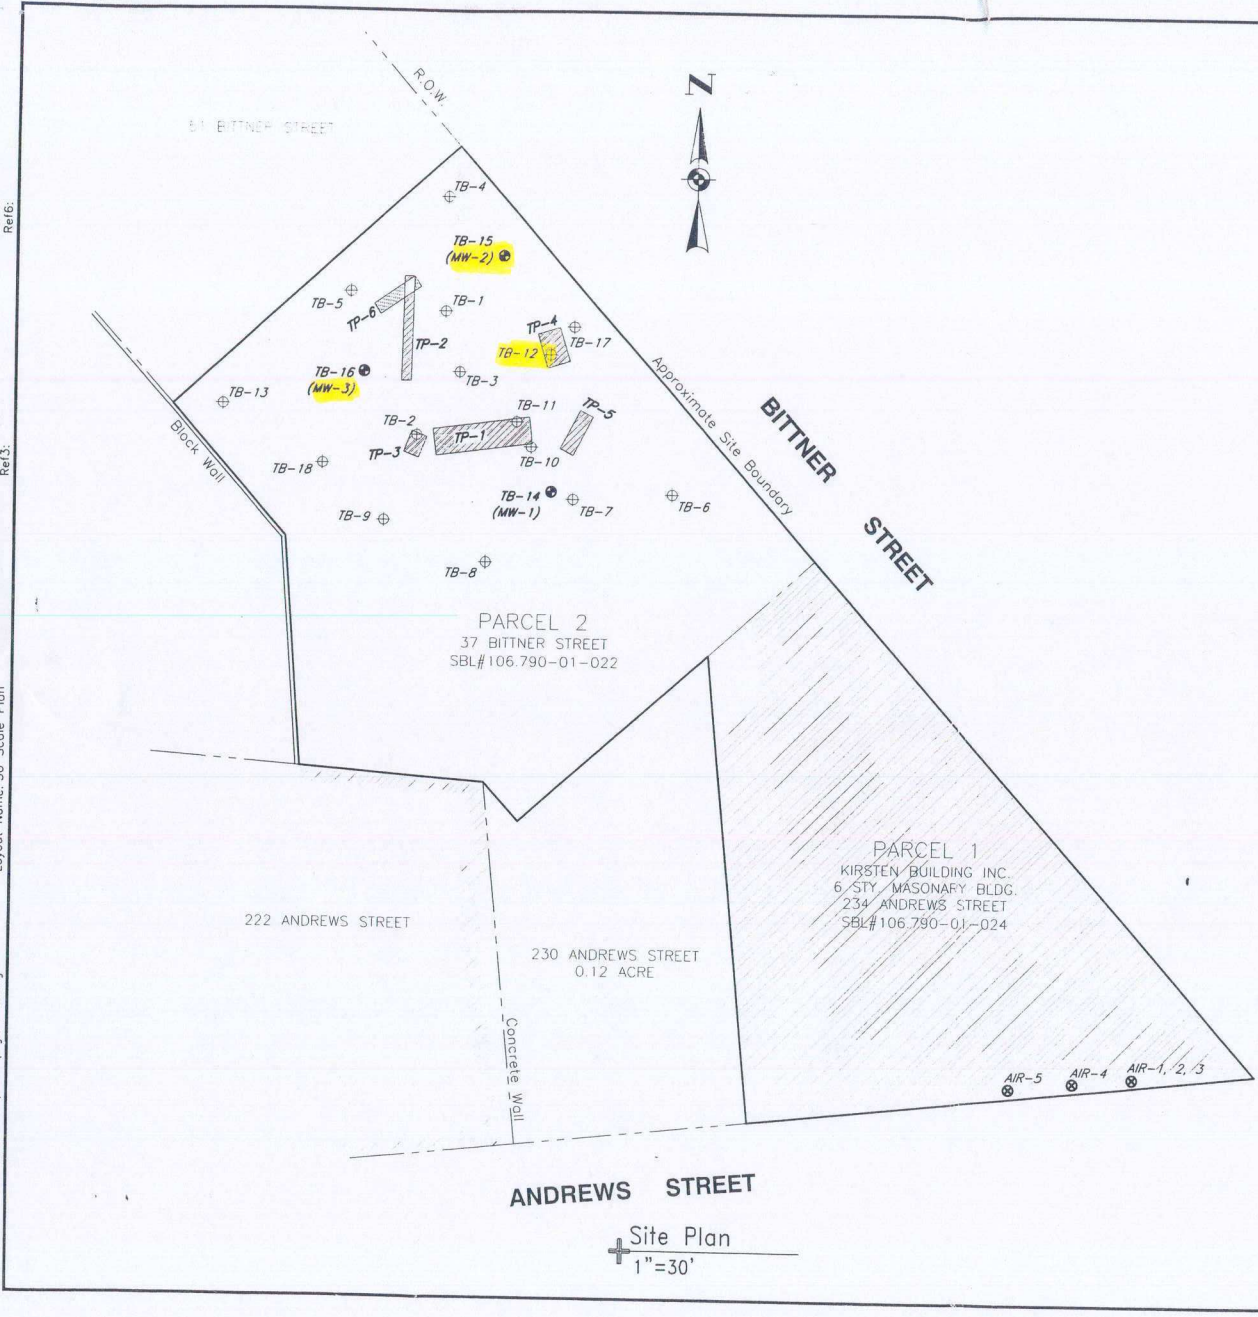 Ref6:
Ref3:
R.O.W.
N
61 BITTNER STREET
TB-4
TB-15
(MW-2)
TB-5
TP-6
TB-1
TP-2
TP-4
TB-17
TB-12
TB-16
(MW-3)
TB-3
TB-13
TB-11
TP-5
TB-2
TP-1
TP-3
TB-10
TB-18
TB-14
(MW-1)
TB-7
TB-6
TB-9
TB-8
Block Wall
Approximate Site Boundary
BITTNER STREET
PARCEL 2
37 BITTNER STREET
SBL#106.790-01-022
PARCEL 1
KIRSTEN BUILDING INC.
6 STY. MASONARY BLDG.
234 ANDREWS STREET
SBL#106.790-01-024
222 ANDREWS STREET
230 ANDREWS STREET
0.12 ACRE
Concrete Wall
AIR-5
AIR-4
AIR-1, 2, 3
ANDREWS STREET
Site Plan
1"=30'